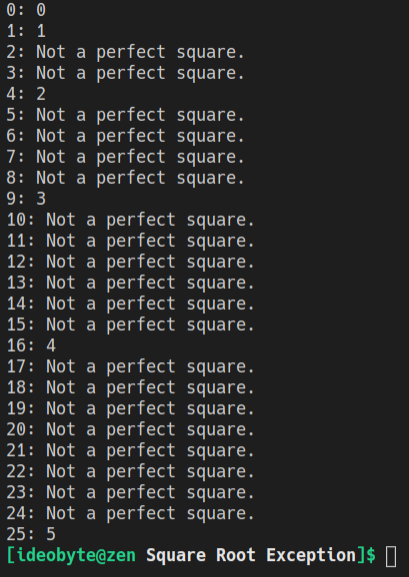 0: 0
1: 1
2: Not a perfect square.
3: Not a perfect square.
4: 2
5: Not a perfect square.
6: Not a perfect square.
7: Not a perfect square.
8: Not a perfect square.
9: 3
10: Not a perfect square.
11: Not a perfect square.
12: Not a perfect square.
13: Not a perfect square.
14: Not a perfect square.
15: Not a perfect square.
16: 4
17: Not a perfect square.
18: Not a perfect square.
19: Not a perfect square.
20: Not a perfect square.
21: Not a perfect square.
22: Not a perfect square.
23: Not a perfect square.
24: Not a perfect square.
25: 5
[ideobyte@zen Square Root Exception]$